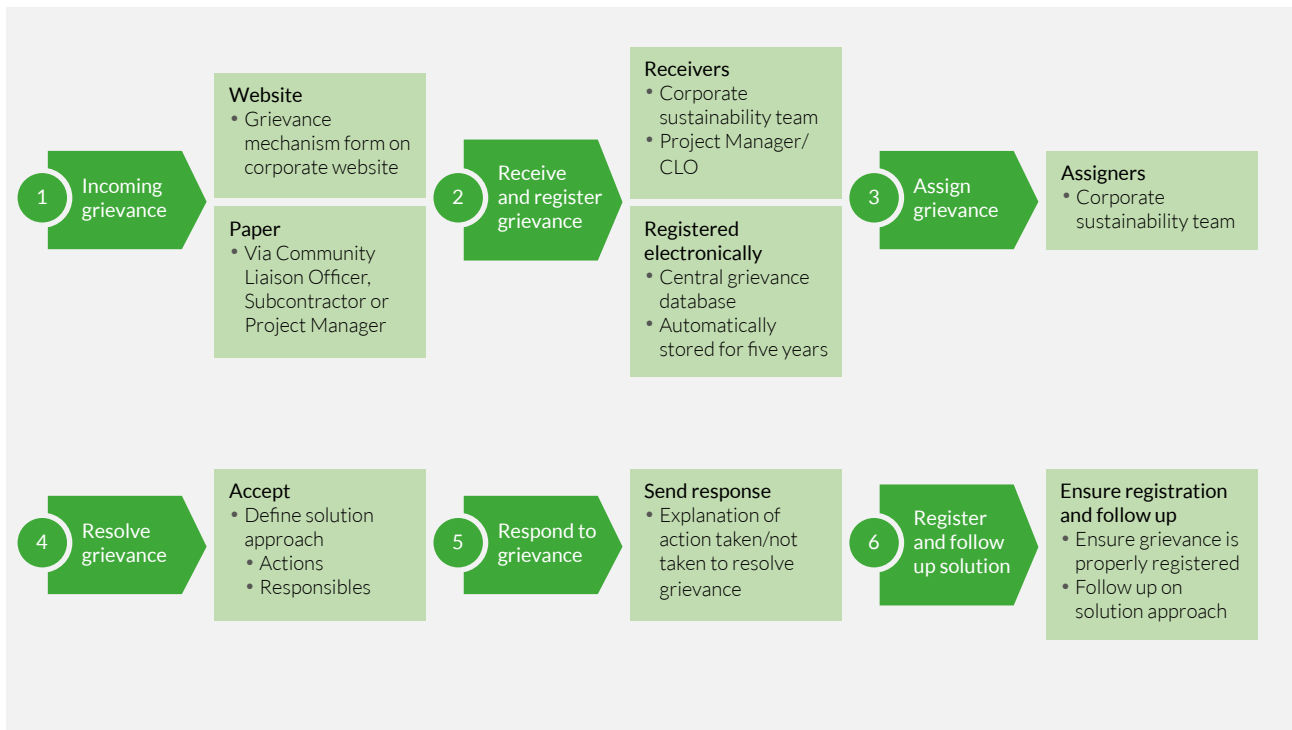 1
Incoming
grievance
Website
• Grievance
mechanism form on
corporate website
Paper
• Via Community
Liaison Officer,
Subcontractor or
Project Manager
2
Receive
and register
grievance
Receivers
• Corporate
sustainability team
• Project Manager/
CLO
Registered
electronically
• Central grievance
database
• Automatically
stored for five years
3
Assign
grievance
Assigners
• Corporate
sustainability team
4
Resolve
grievance
Accept
• Define solution
approach
• Actions
• Responsibles
5
Respond to
grievance
Send response
• Explanation of
action taken/not
taken to resolve
grievance
6
Register
and follow
up solution
Ensure registration
and follow up
• Ensure grievance is
properly registered
• Follow up on
solution approach